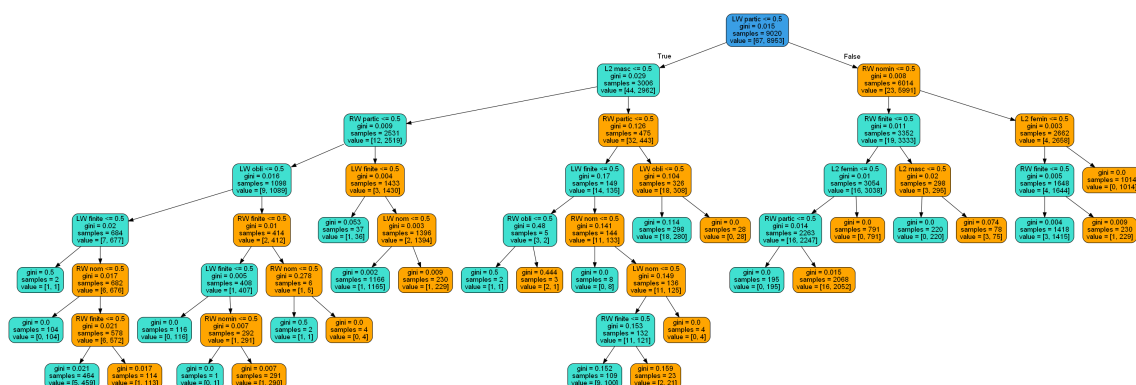 LW partic <= 0.5
gini = 0.015
samples = 9020
value = [67, 8953]
True
False
L2 masc <= 0.5
gini = 0.029
samples = 3006
value = [44, 2962]
RW nomin <= 0.5
gini = 0.008
samples = 6014
value = [23, 5991]
RW partic <= 0.5
gini = 0.009
samples = 2531
value = [12, 2519]
RW partic <= 0.5
gini = 0.126
samples = 475
value = [32, 443]
RW finite <= 0.5
gini = 0.011
samples = 3352
value = [19, 3333]
L2 femin <= 0.5
gini = 0.003
samples = 2662
value = [4, 2658]
LW obli <= 0.5
gini = 0.016
samples = 1098
value = [9, 1089]
LW finite <= 0.5
gini = 0.004
samples = 1433
value = [3, 1430]
LW finite <= 0.5
gini = 0.17
samples = 149
value = [14, 135]
LW obli <= 0.5
gini = 0.104
samples = 326
value = [18, 308]
L2 femin <= 0.5
gini = 0.01
samples = 3054
value = [16, 3038]
L2 masc <= 0.5
gini = 0.02
samples = 298
value = [3, 295]
RW finite <= 0.5
gini = 0.005
samples = 1648
value = [4, 1644]
gini = 0.0
samples = 1014
value = [0, 1014]
LW finite <= 0.5
gini = 0.02
samples = 684
value = [7, 677]
RW finite <= 0.5
gini = 0.01
samples = 414
value = [2, 412]
gini = 0.053
samples = 37
value = [1, 36]
LW nom <= 0.5
gini = 0.003
samples = 1396
value = [2, 1394]
RW obli <= 0.5
gini = 0.48
samples = 5
value = [3, 2]
RW nom <= 0.5
gini = 0.141
samples = 144
value = [11, 133]
gini = 0.114
samples = 298
value = [18, 280]
gini = 0.0
samples = 28
value = [0, 28]
RW partic <= 0.5
gini = 0.014
samples = 2263
value = [16, 2247]
gini = 0.0
samples = 791
value = [0, 791]
gini = 0.0
samples = 220
value = [0, 220]
gini = 0.074
samples = 78
value = [3, 75]
gini = 0.004
samples = 1418
value = [3, 1415]
gini = 0.009
samples = 230
value = [1, 229]
gini = 0.5
samples = 2
value = [1, 1]
RW nom <= 0.5
gini = 0.017
samples = 682
value = [6, 676]
LW finite <= 0.5
gini = 0.005
samples = 408
value = [1, 407]
RW nom <= 0.5
gini = 0.278
samples = 6
value = [1, 5]
gini = 0.002
samples = 1166
value = [1, 1165]
gini = 0.009
samples = 230
value = [1, 229]
gini = 0.5
samples = 2
value = [1, 1]
gini = 0.444
samples = 3
value = [2, 1]
gini = 0.0
samples = 8
value = [0, 8]
LW nom <= 0.5
gini = 0.149
samples = 136
value = [11, 125]
gini = 0.0
samples = 195
value = [0, 195]
gini = 0.015
samples = 2068
value = [16, 2052]
gini = 0.0
samples = 104
value = [0, 104]
RW finite <= 0.5
gini = 0.021
samples = 578
value = [6, 572]
gini = 0.0
samples = 116
value = [0, 116]
RW nomin <= 0.5
gini = 0.007
samples = 292
value = [1, 291]
gini = 0.5
samples = 2
value = [1, 1]
gini = 0.0
samples = 4
value = [0, 4]
RW finite <= 0.5
gini = 0.153
samples = 132
value = [11, 121]
gini = 0.0
samples = 4
value = [0, 4]
gini = 0.021
samples = 464
value = [5, 459]
gini = 0.017
samples = 114
value = [1, 113]
gini = 0.0
samples = 1
value = [0, 1]
gini = 0.007
samples = 291
value = [1, 290]
gini = 0.152
samples = 109
value = [9, 100]
gini = 0.159
samples = 23
value = [2, 21]